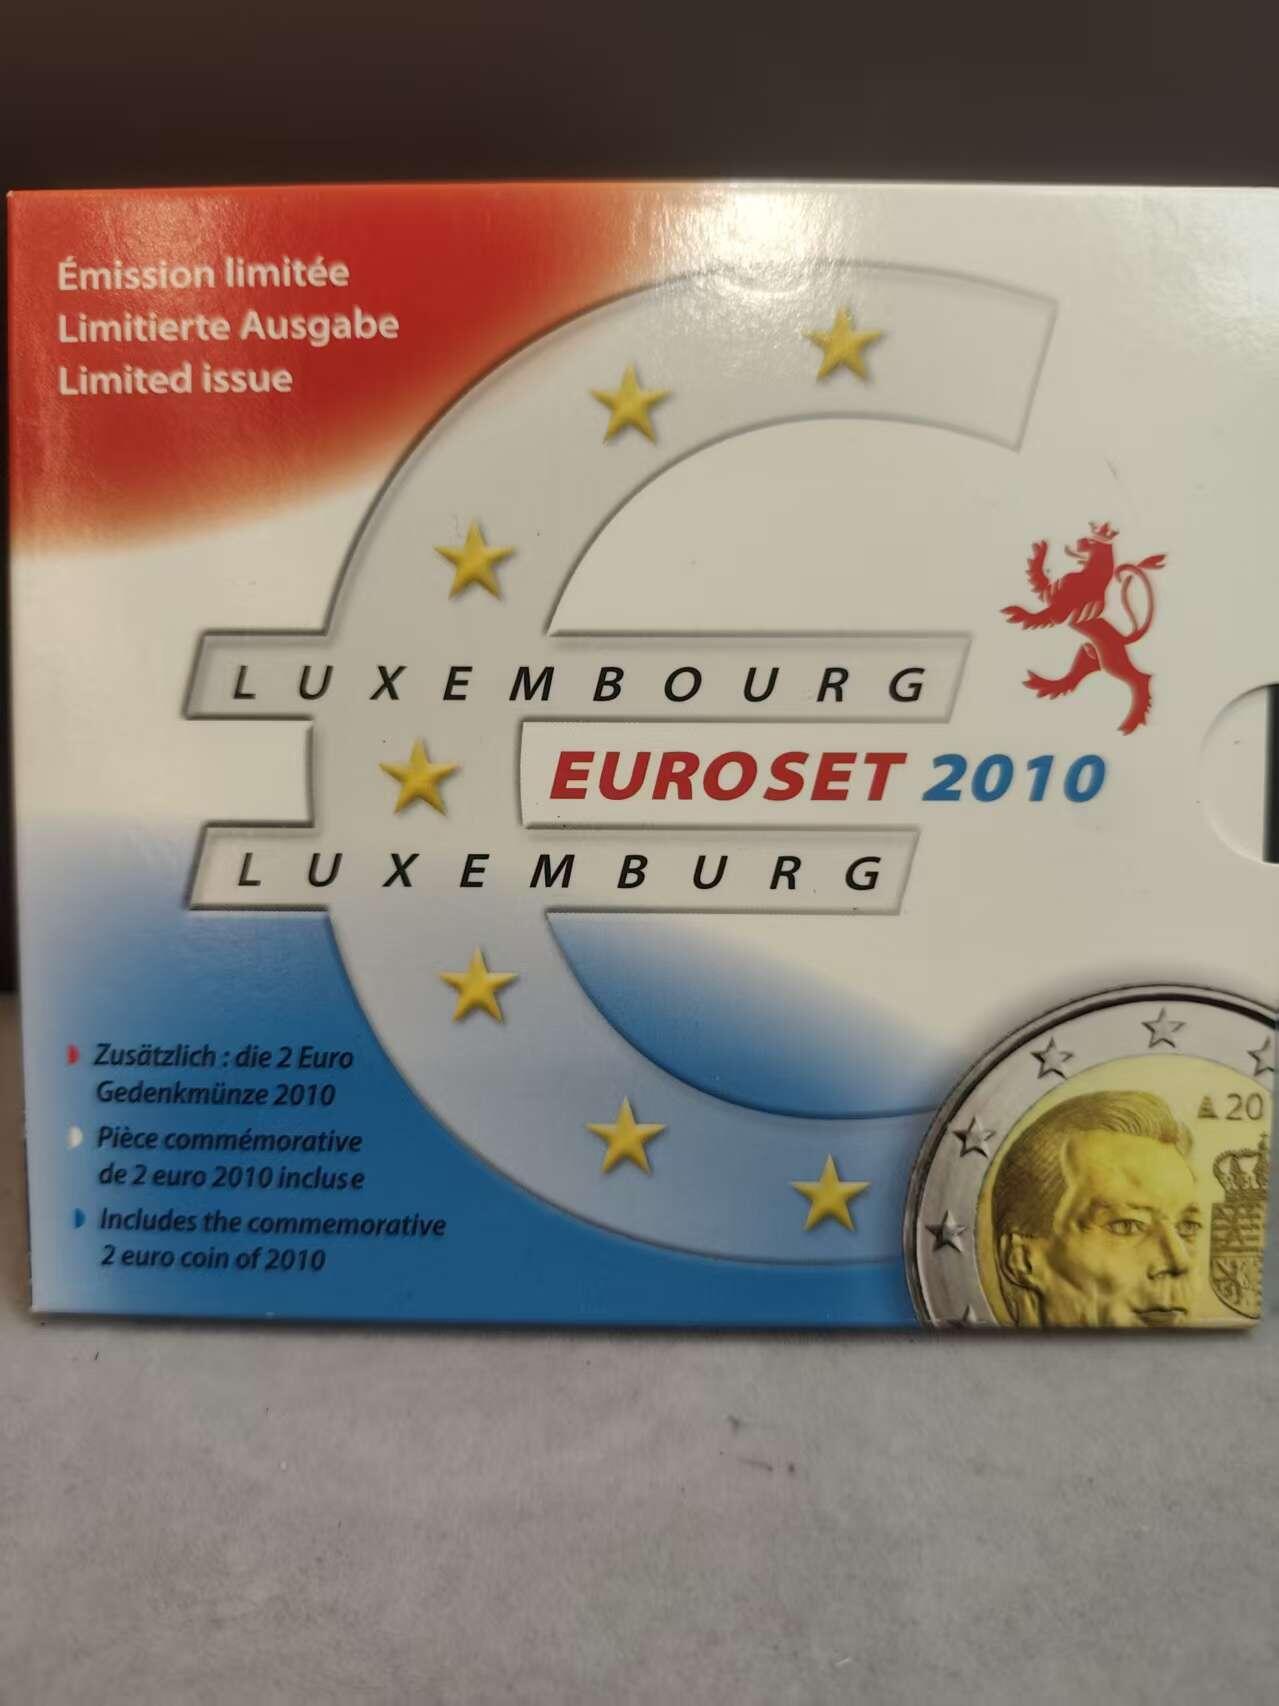 Émission limitée
Limitierte Ausgabe
Limited issue
LUXEMBOURG
EUROSET 2010
LUXEMBURG
Zusätzlich : die 2 Euro
Gedenkmünze 2010
Pièce commémorative
de 2 euro 2010 incluse
Includes the commemorative
2 euro coin of 2010
20